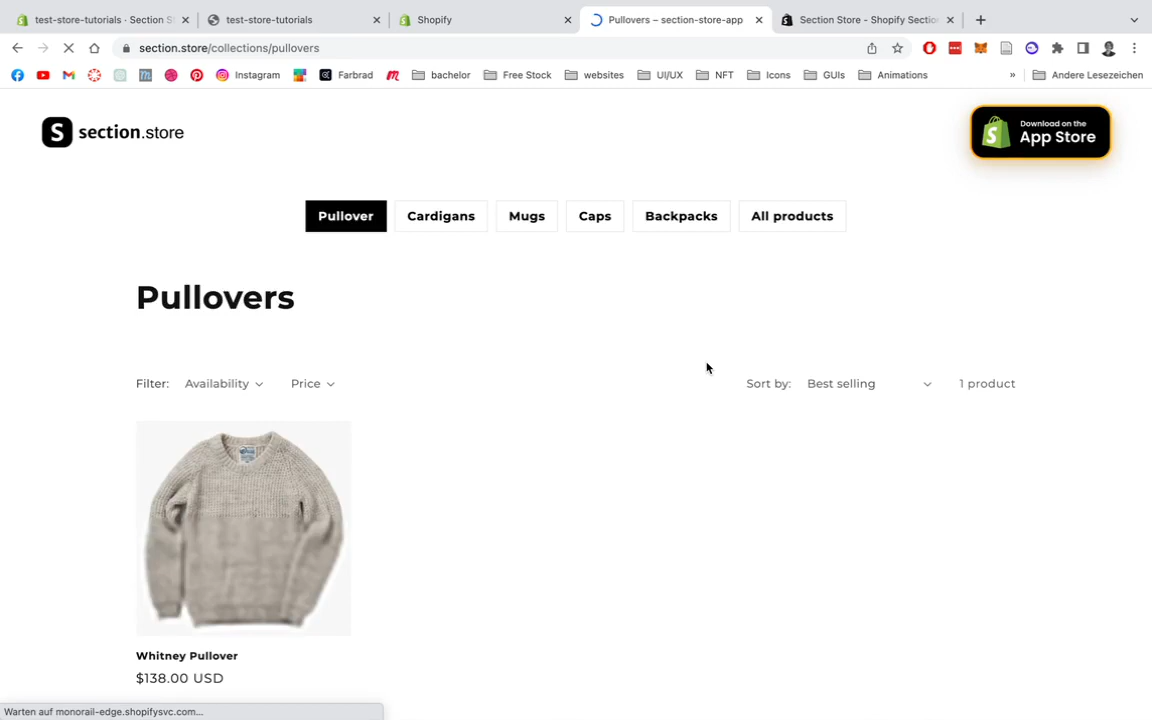 test-store-tutorials · Section S
test-store-tutorials
Shopify
Pullovers – section-store-app
Section Store - Shopify Sectio
section.store/collections/pullovers
Instagram
Farbrad
bachelor
Free Stock
websites
UI/UX
NFT
Icons
GUIs
Animations
»
Andere Lesezeichen
S section.store
Download on the
App Store
Pullover
Cardigans
Mugs
Caps
Backpacks
All products
Pullovers
Filter: Availability Price
Sort by: Best selling
1 product
Whitney Pullover
$138.00 USD
Warten auf monorail-edge.shopifysvc.com...